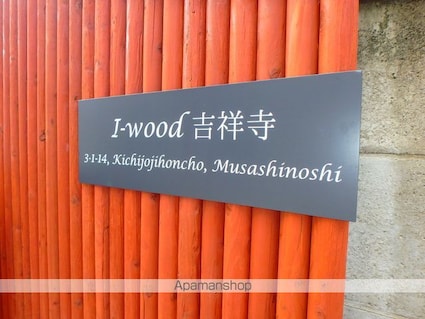 I-wood 吉祥寺
3-1-14, Kichijojihoncho, Musashinoshi
Apamanshop